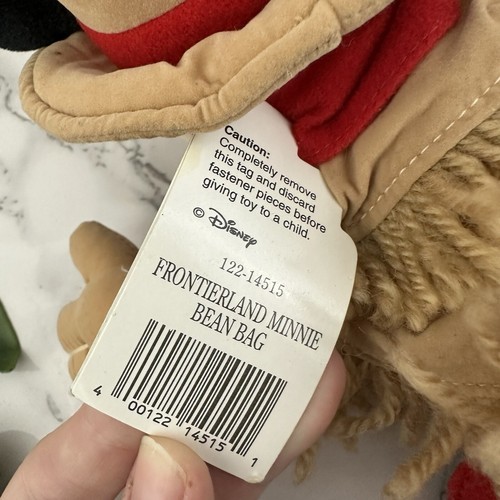 Caution:
Completely remove
this tag and discard
fastener pieces before
giving toy to a child.
© Disney
122-14515
FRONTIERLAND MINNIE
BEAN BAG
4 00122 14515 1